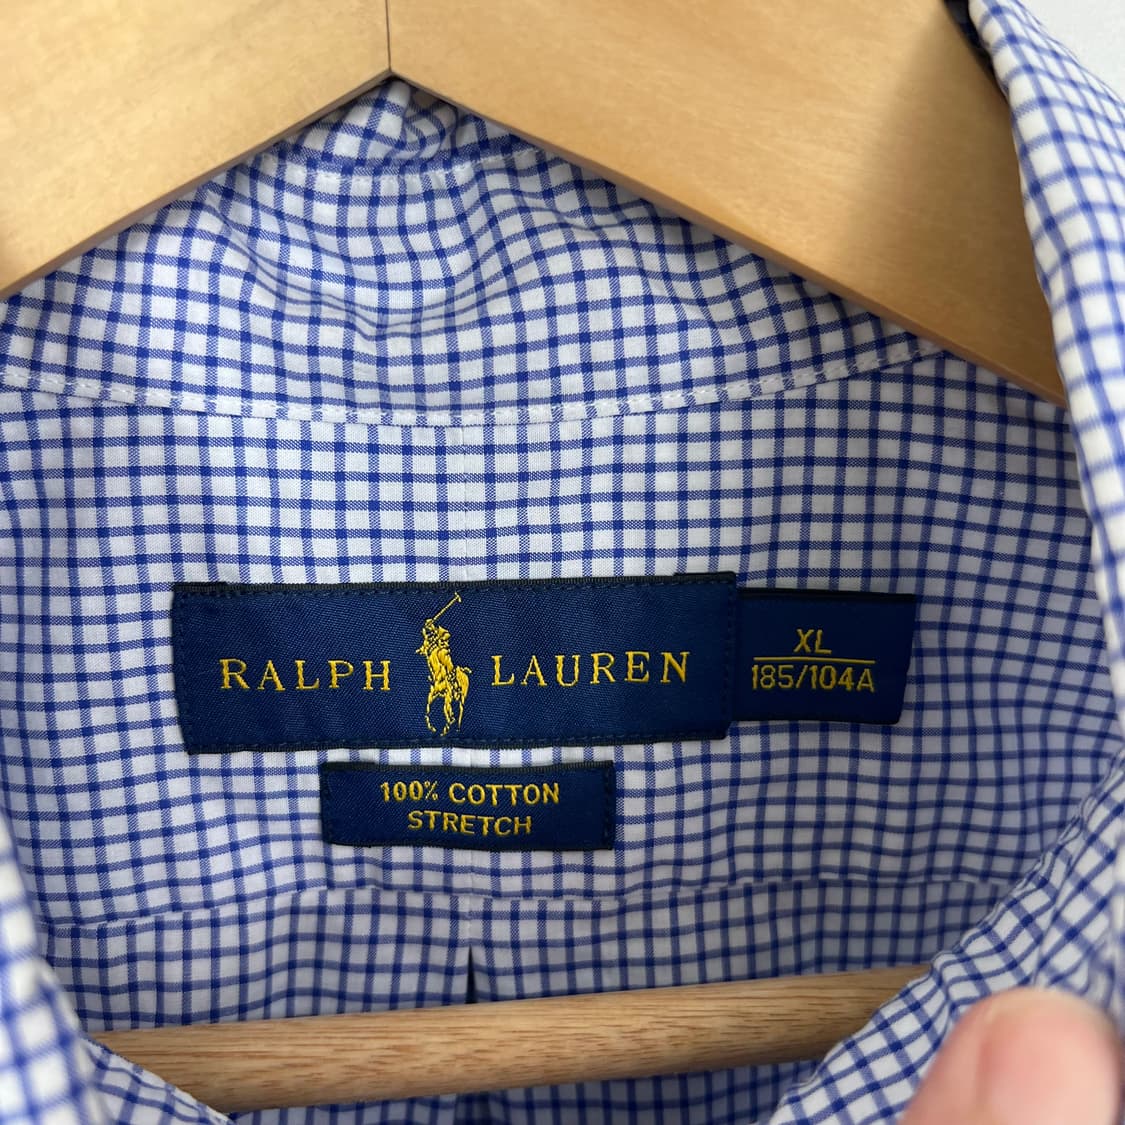 RALPH LAUREN
XL
185/104A
100% COTTON
STRETCH